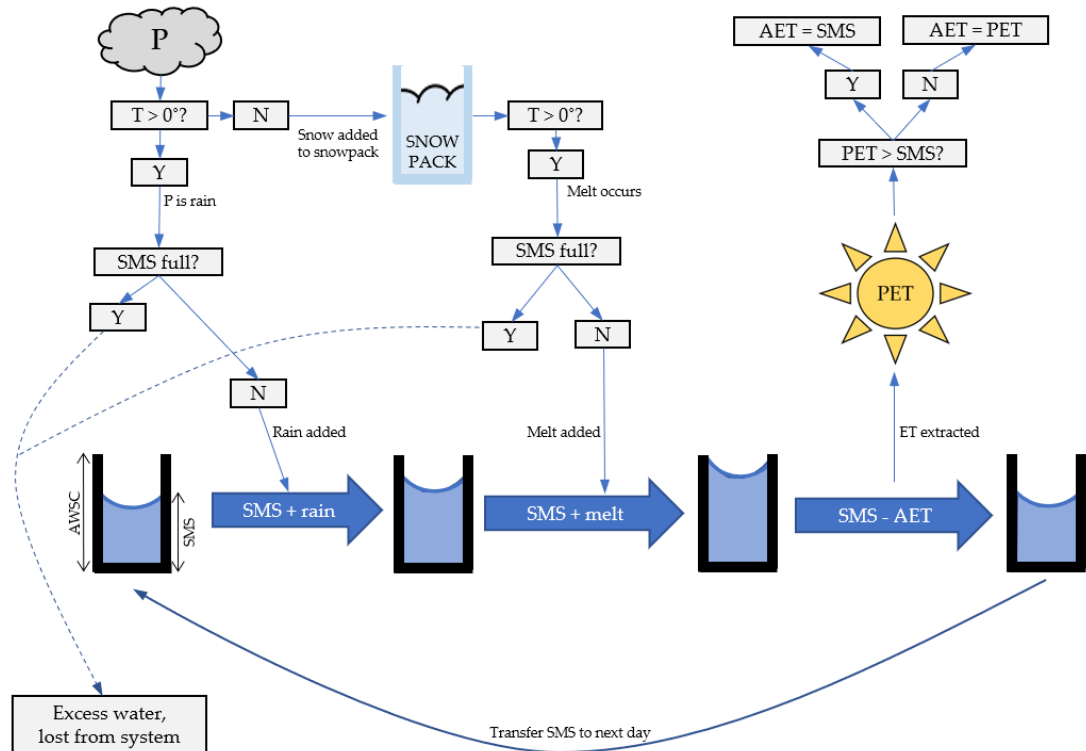 P
AET = SMS
AET = PET
Y
N
T > 0°?
N
Snow added
to snowpack
SNOW
PACK
T > 0°?
PET > SMS?
Y
Y
P is rain
Melt occurs
SMS full?
SMS full?
PET
Y
Y
N
N
Rain added
Melt added
ET extracted
AWSC
SMS
SMS + rain
SMS + melt
SMS - AET
Excess water,
lost from system
Transfer SMS to next day